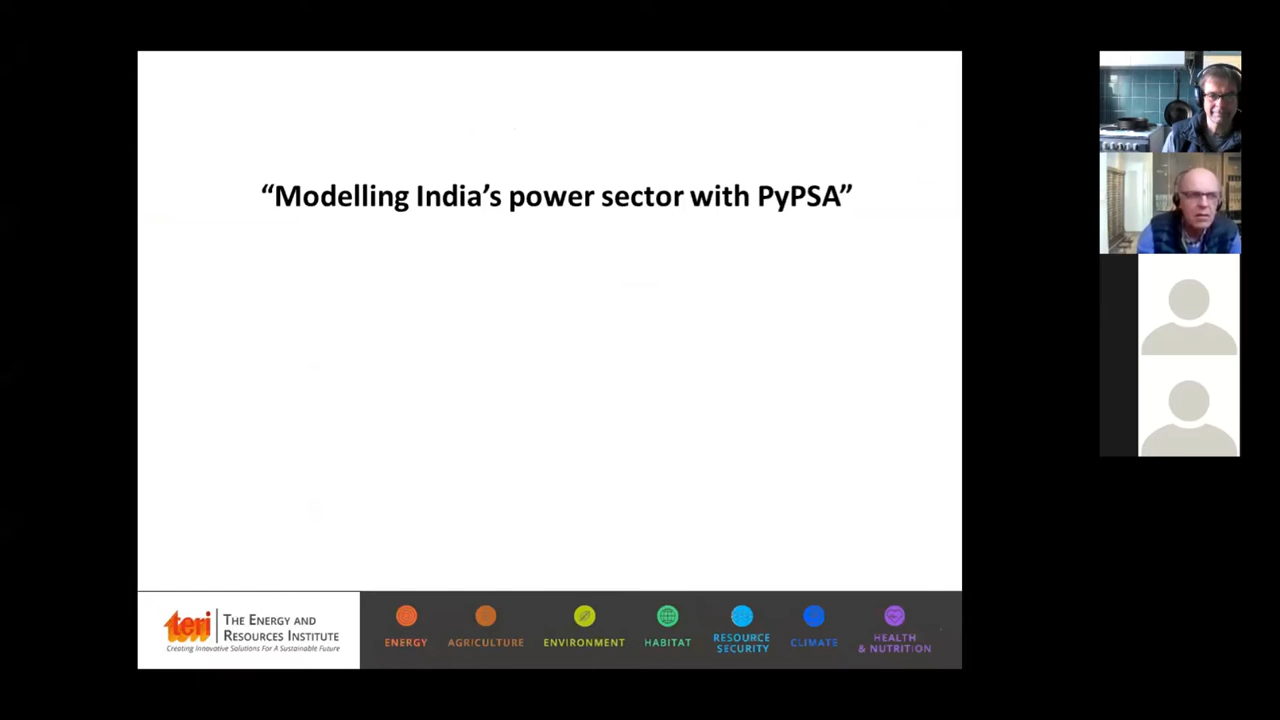 “Modelling India’s power sector with PyPSA”
teri
THE ENERGY AND
RESOURCES INSTITUTE
Creating Innovative Solutions For A Sustainable Future
ENERGY
AGRICULTURE
ENVIRONMENT
HABITAT
RESOURCE
SECURITY
CLIMATE
HEALTH
& NUTRITION